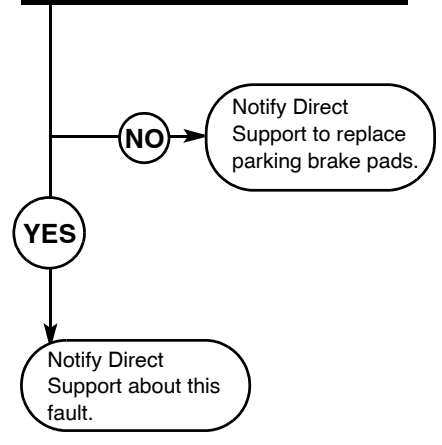 NO
Notify Direct
Support to replace
parking brake pads.
YES
Notify Direct
Support about this
fault.